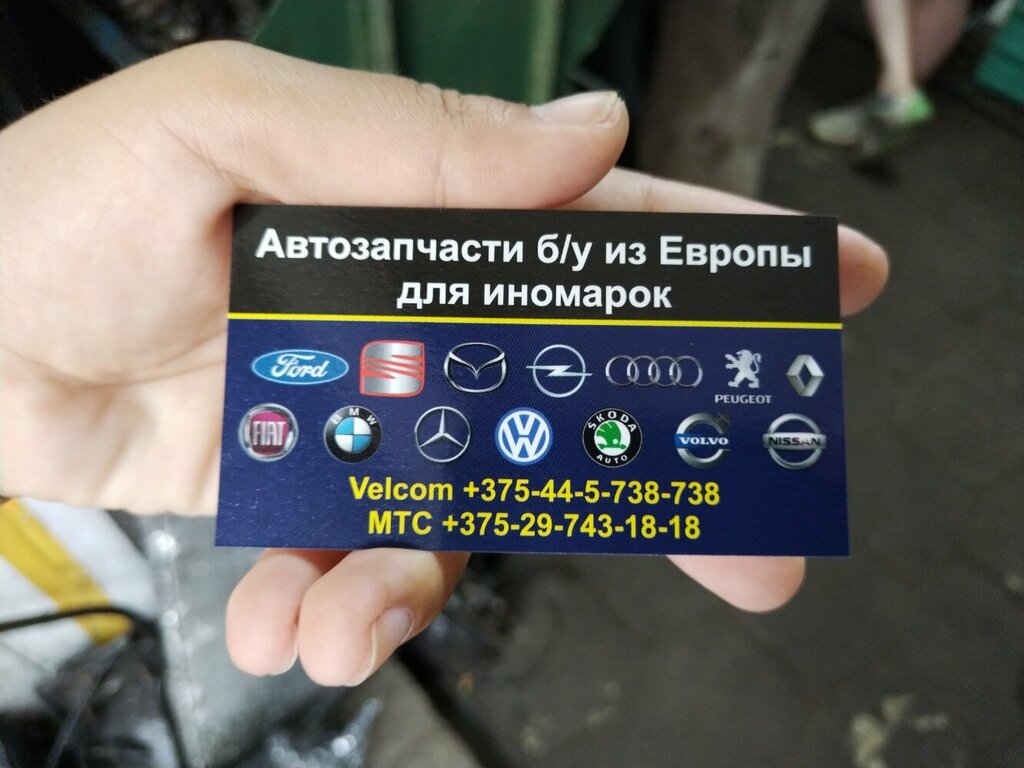 Автозапчасти б/у из Европы
для иномарок
Ford
PEUGEOT
FIAT
BMW
SKODA
AUTO
VOLVO
NISSAN
Velcom +375-44-5-738-738
МТС +375-29-743-18-18